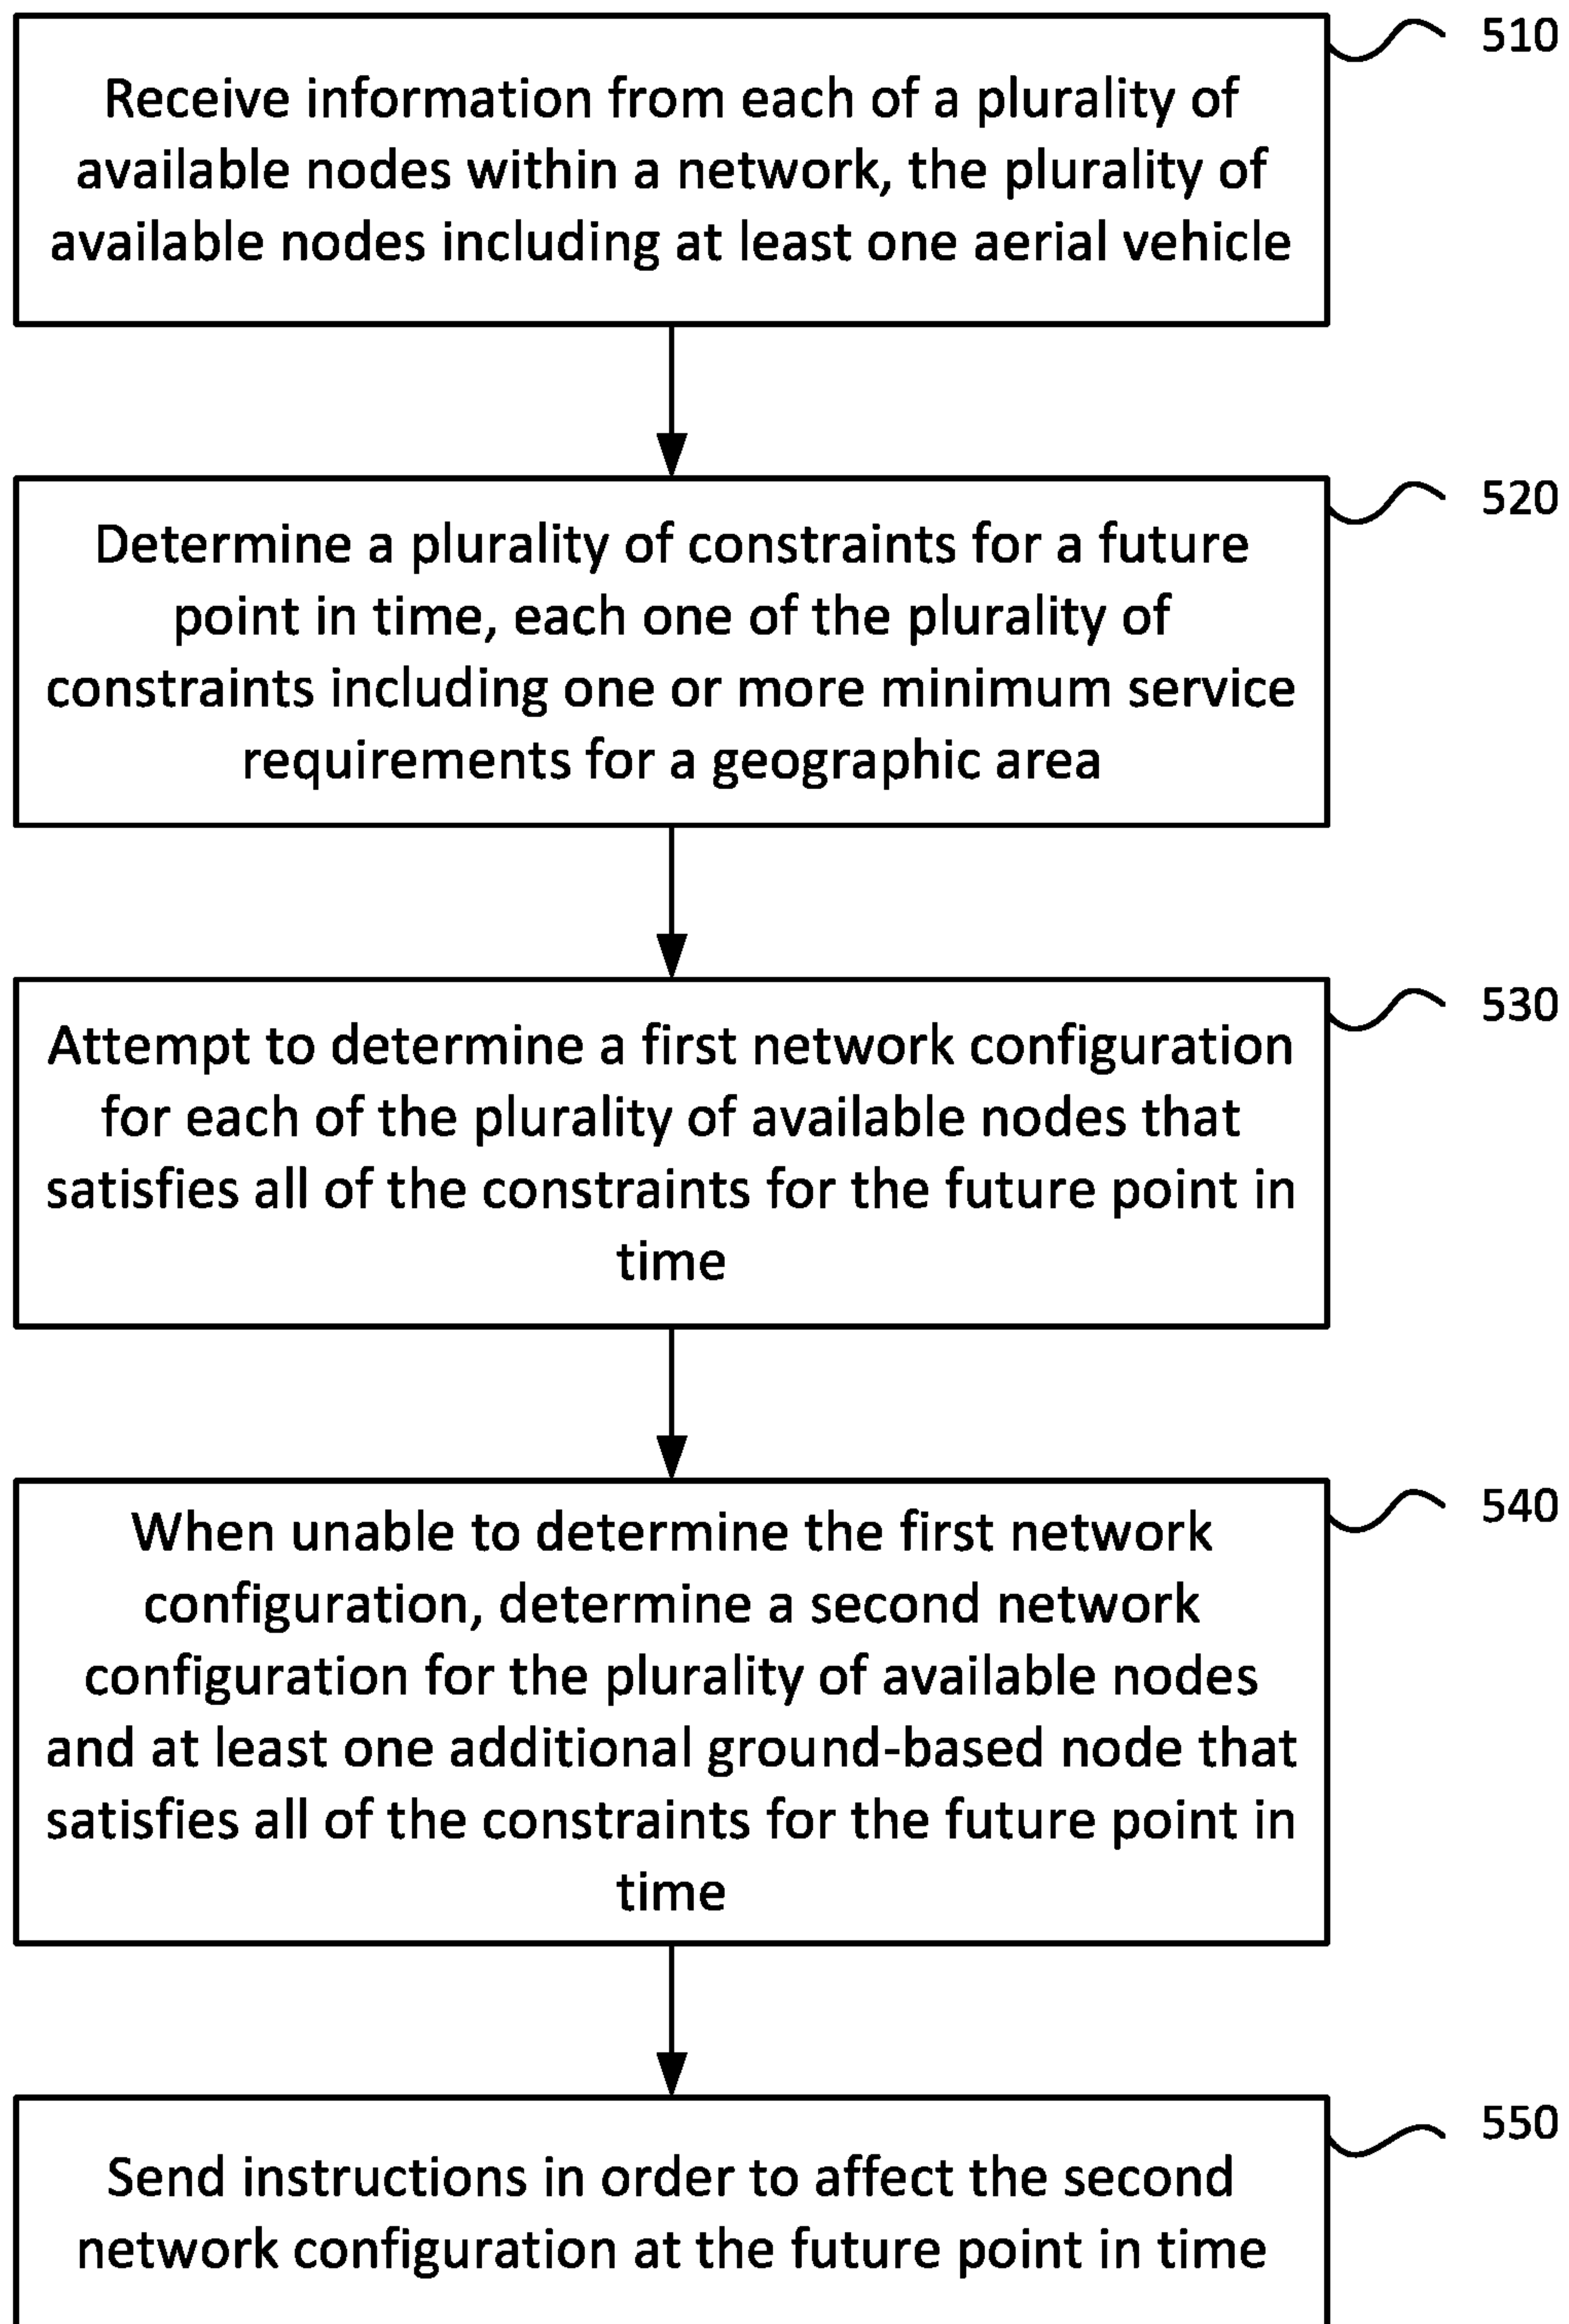 510
Receive information from each of a plurality of
available nodes within a network, the plurality of
available nodes including at least one aerial vehicle
520
Determine a plurality of constraints for a future
point in time, each one of the plurality of
constraints including one or more minimum service
requirements for a geographic area
530
Attempt to determine a first network configuration
for each of the plurality of available nodes that
satisfies all of the constraints for the future point in
time
540
When unable to determine the first network
configuration, determine a second network
configuration for the plurality of available nodes
and at least one additional ground-based node that
satisfies all of the constraints for the future point in
time
550
Send instructions in order to affect the second
network configuration at the future point in time